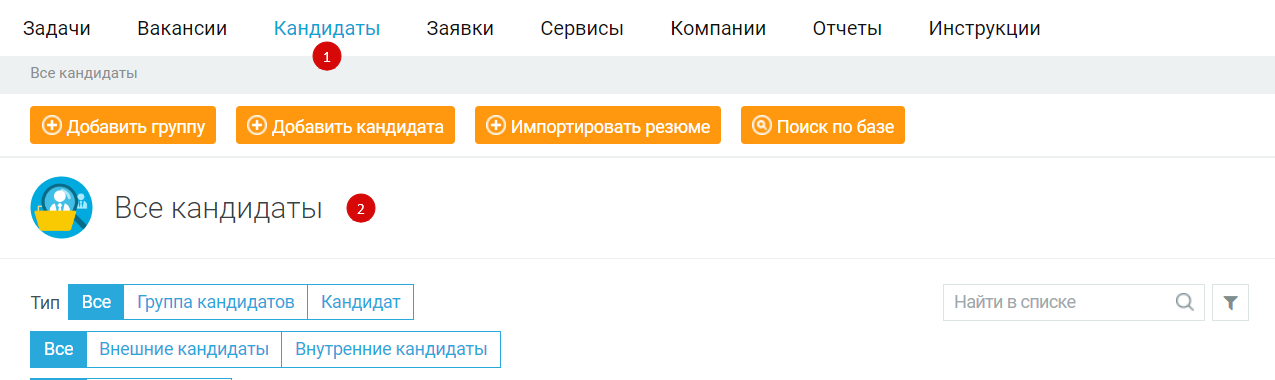 Задачи Вакансии Кандидаты Заявки Сервисы Компании Отчеты Инструкции
1
Все кандидаты
Добавить группу Добавить кандидата Импортировать резюме Поиск по базе
Все кандидаты 2
Тип Все Группа кандидатов Кандидат Найти в списке
Все Внешние кандидаты Внутренние кандидаты